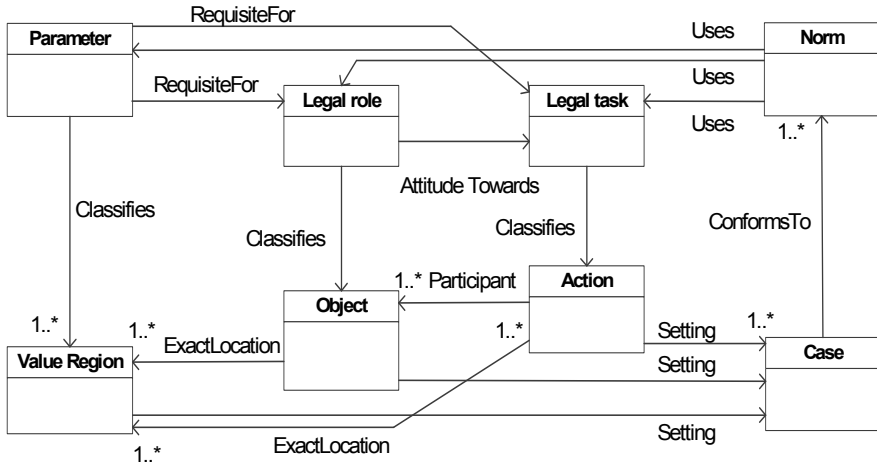 RequisiteFor
Parameter
Uses
Norm
RequisiteFor
Legal role
Legal task
Uses
Uses
1..*
Attitude Towards
Classifies
Classifies
Classifies
ConformsTo
1..*
Participant
Action
Object
1..*
1..*
1..*
ExactLocation
1..*
Setting
Value Region
Case
Setting
ExactLocation
Setting
1..*